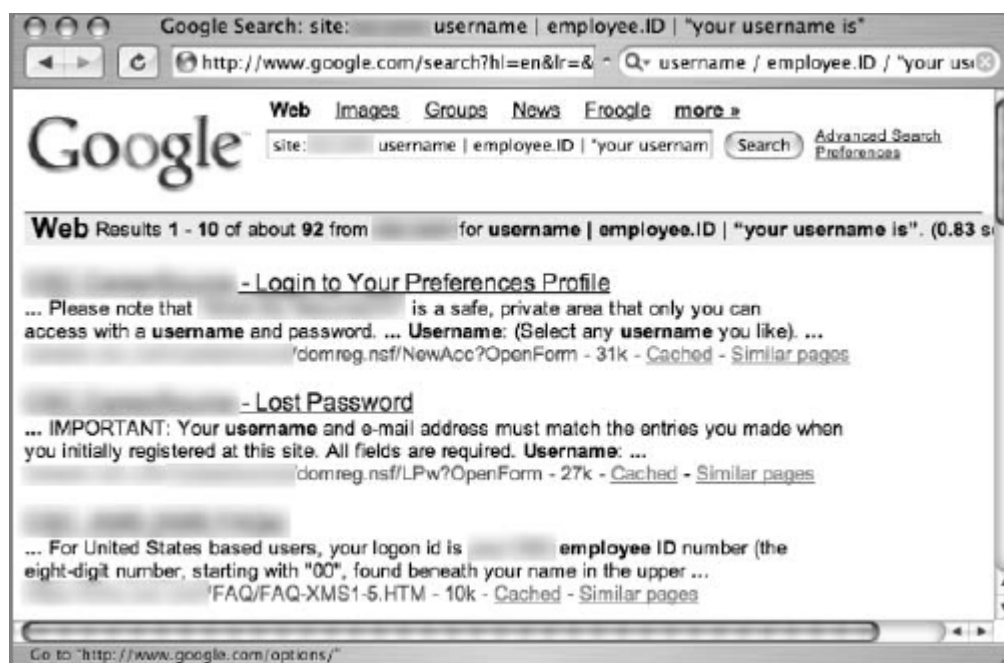 Google Search: site: username | employee.ID | "your username is"
http://www.google.com/search?hl=en&lr=& username / employee.ID / "your use
Web Images Groups News Froogle more »
Google
site: username | employee.ID | "your usernam Search Advanced Search
Preferences
Web Results 1 - 10 of about 92 from for username | employee.ID | "your username is". (0.83 s
- Login to Your Preferences Profile
... Please note that is a safe, private area that only you can
access with a username and password. ... Username: (Select any username you like). ...
/domreg.nsf/NewAcc?OpenForm - 31k - Cached - Similar pages
- Lost Password
... IMPORTANT: Your username and e-mail address must match the entries you made when
you initially registered at this site. All fields are required. Username: ...
/domreg.nsf/LPw?OpenForm - 27k - Cached - Similar pages
... For United States based users, your logon id is employee ID number (the
eight-digit number, starting with "00", found beneath your name in the upper ...
/FAQ/FAQ-XMS1-5.HTM - 10k - Cached - Similar pages
Go to "http://www.google.com/options/"